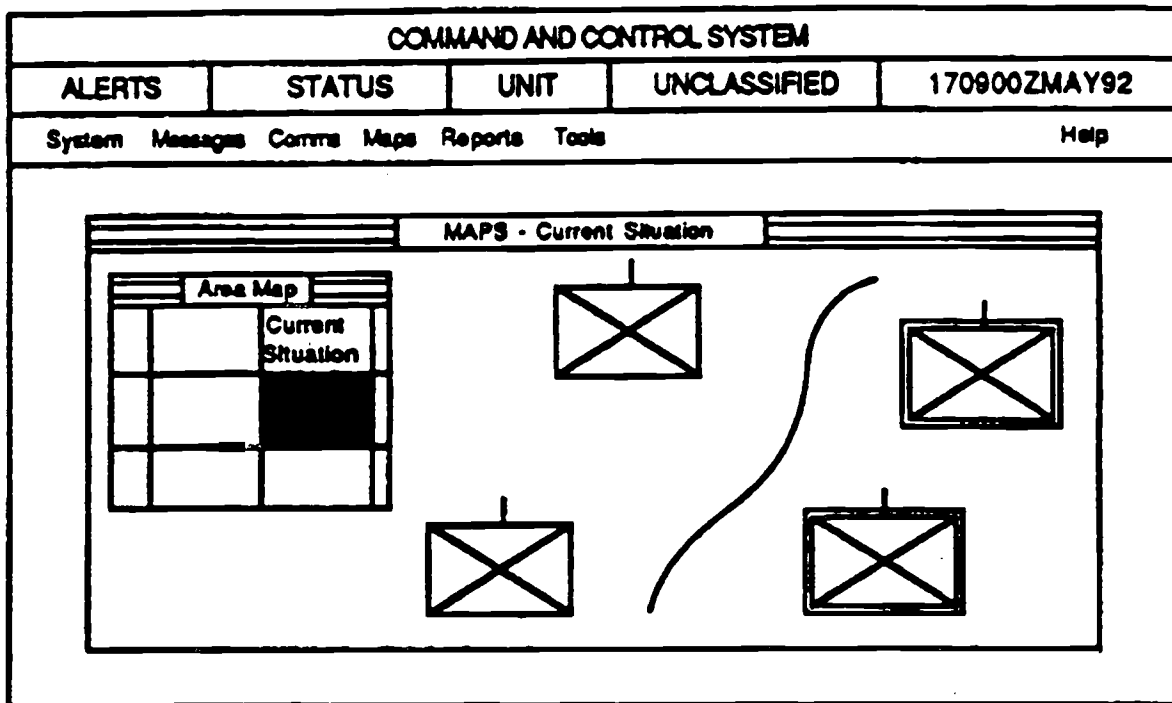 COMMAND AND CONTROL SYSTEM
ALERTS STATUS UNIT UNCLASSIFIED 170900ZMAY92
System Messages Comms Maps Reports Tools Help
MAPS - Current Situation
Area Map
Current
Situation